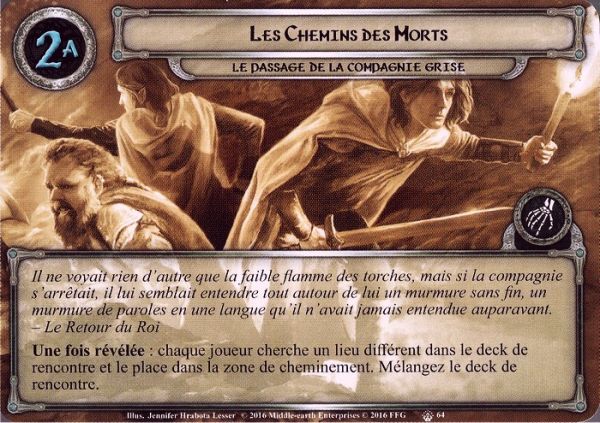 2A
Les Chemins des Morts
Le passage de la Compagnie Grise
Il ne voyait rien d'autre que la faible flamme des torches, mais si la compagnie
s'arrêtait, il lui semblait entendre tout autour de lui un murmure sans fin, un
murmure de paroles en une langue qu'il n'avait jamais entendue auparavant.
– Le Retour du Roi
Une fois révélée : chaque joueur cherche un lieu différent dans le deck de
rencontre et le place dans la zone de cheminement. Mélangez le deck de
rencontre.
Illus. Jennifer Hrabota Lesser © 2016 Middle-earth Enterprises © 2016 FFG 64